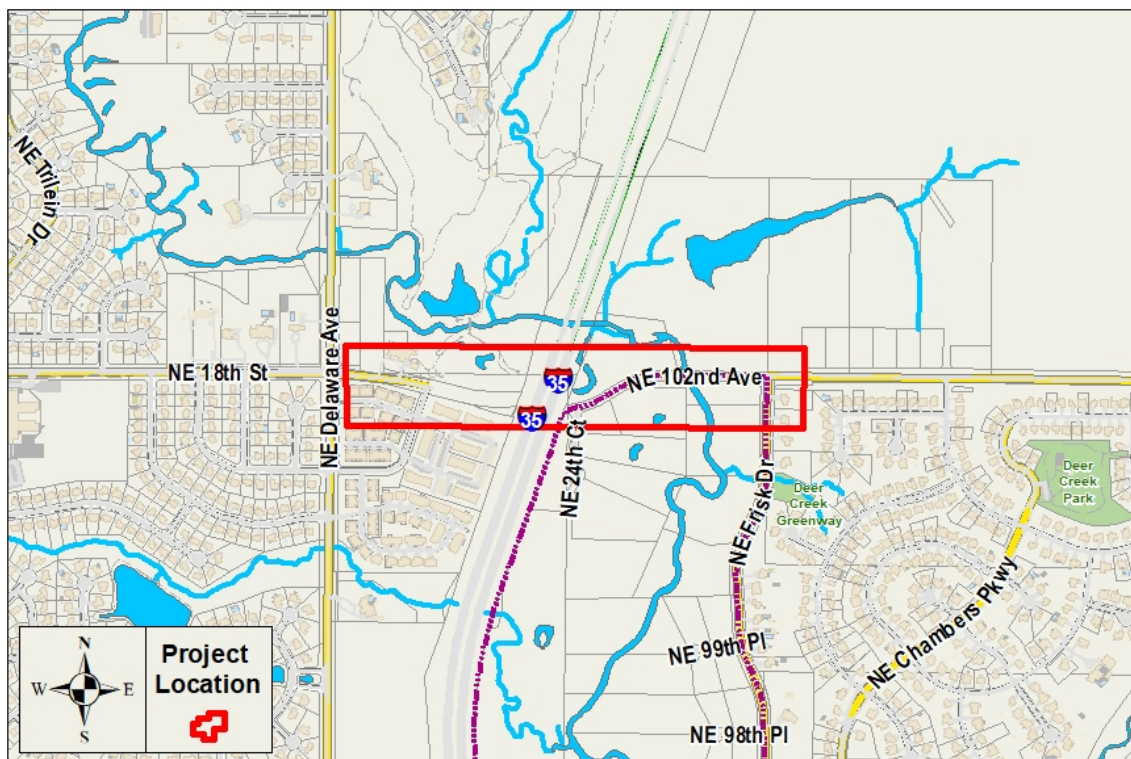 NE Trilein Dr
NE Delaware Ave
NE 18th St
35
NE 102nd Ave
35
NE 24th Ct
NE Frisk Dr
Deer
Creek
Greenway
Deer
Creek
Park
NE Chambers Pkwy
NE 99th Pl
NE 98th Pl
N
W
E
S
Project
Location